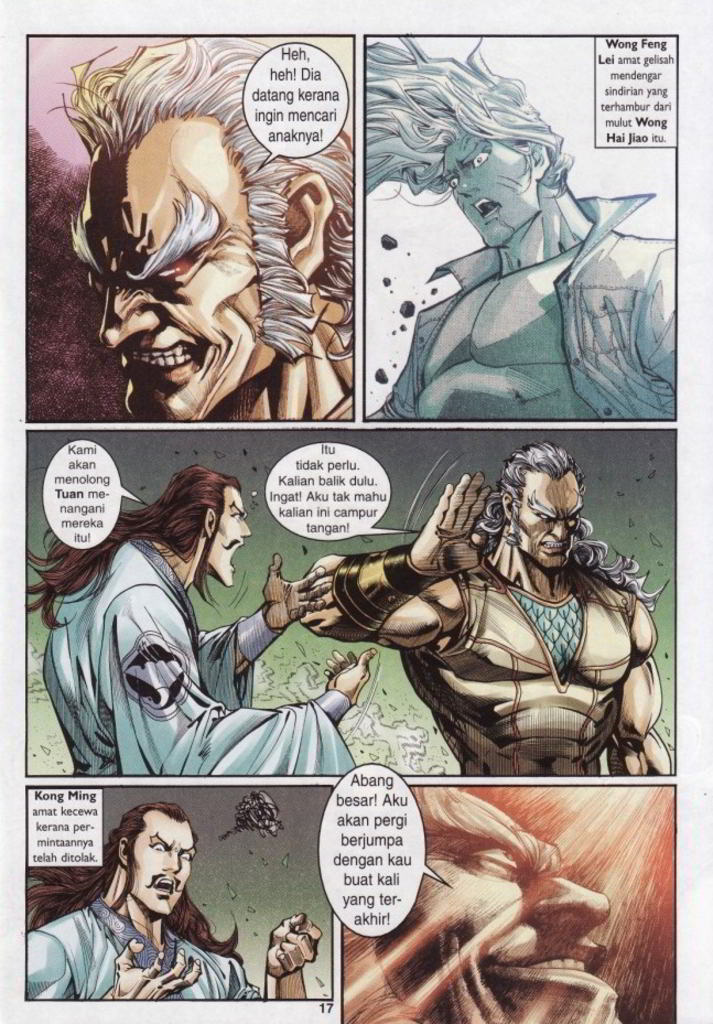 Heh,
heh! Dia
datang kerana
ingin mencari
anaknya!
Wong Feng
Lei amat gelisah
mendengar
sindirian yang
terhambur dari
mulut Wong
Hai Jiao itu.
Kami
akan
menolong
Tuan me-
nangani
mereka
itu!
Itu
tidak perlu.
Kalian balik dulu.
Ingat! Aku tak mahu
kalian ini campur
tangan!
Kong Ming
amat kecewa
kerana per-
mintaannya
telah ditolak.
Abang
besar! Aku
akan pergi
berjumpa
dengan kau
buat kali
yang ter-
akhir!
17